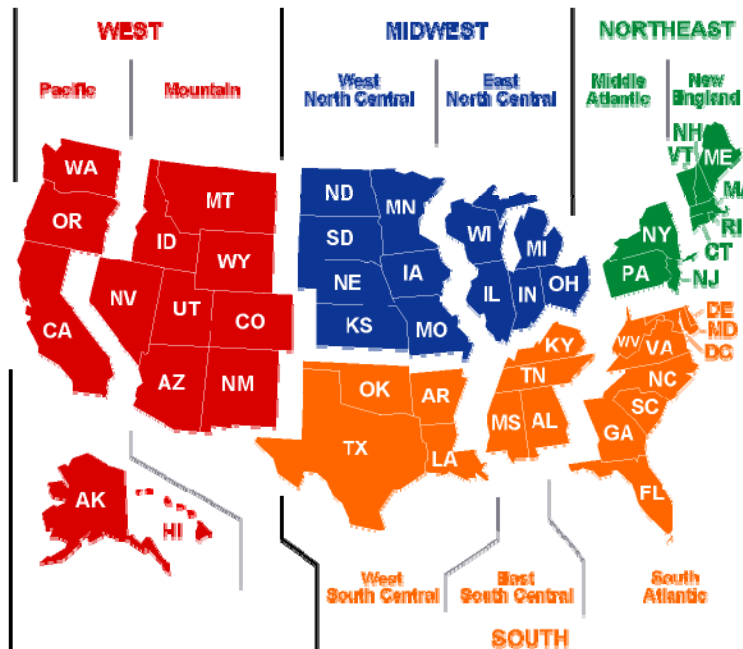 WEST
MIDWEST
NORTHEAST
Pacific
Mountain
West
North Central
East
North Central
Middle
Atlantic
New
England
NH
VT
ME
MA
RI
CT
NJ
NY
PA
WA
OR
CA
MT
ID
WY
NV
UT
CO
AZ
NM
ND
MN
SD
NE
IA
KS
MO
WI
MI
IL
IN
OH
DE
MD
DC
WV
VA
KY
NC
TN
SC
OK
AR
TX
LA
MS
AL
GA
FL
AK
HI
West
South Central
East
South Central
South
Atlantic
SOUTH